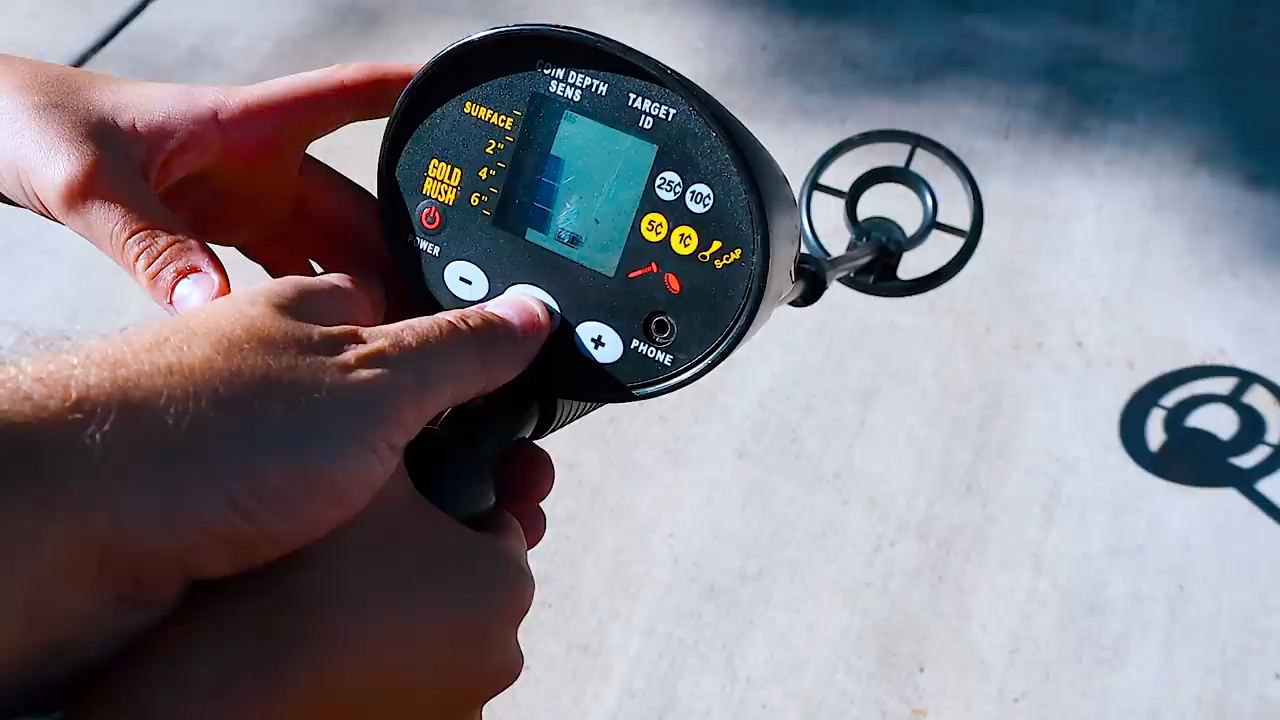 COIN DEPTH
SENS
TARGET
ID
SURFACE
2"
4"
6"
GOLD
RUSH
POWER
25¢
10¢
5¢
1¢
S-CAP
-
+
PHONE